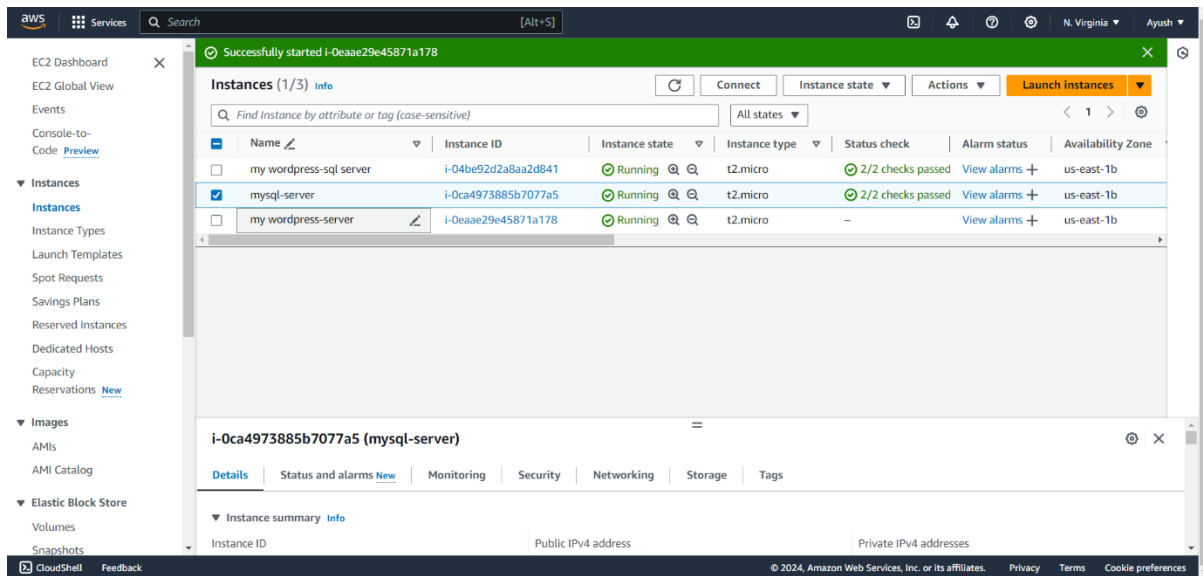 aws Services Search [Alt+S] N. Virginia Ayush
EC2 Dashboard
EC2 Global View
Events
Console-to-
Code Preview
Instances
Instances
Instance Types
Launch Templates
Spot Requests
Savings Plans
Reserved Instances
Dedicated Hosts
Capacity
Reservations New
Images
AMIs
AMI Catalog
Elastic Block Store
Volumes
Snapshots
Successfully started i-0eaae29e45871a178
Instances (1/3) Info Connect Instance state Actions Launch instances
Find Instance by attribute or tag (case-sensitive) All states 1
Name Instance ID Instance state Instance type Status check Alarm status Availability Zone
my wordpress-sql server i-04be92d2a8aa2d841 Running t2.micro 2/2 checks passed View alarms + us-east-1b
mysql-server i-0ca4973885b7077a5 Running t2.micro 2/2 checks passed View alarms + us-east-1b
my wordpress-server i-0eaae29e45871a178 Running t2.micro – View alarms + us-east-1b
i-0ca4973885b7077a5 (mysql-server)
Details Status and alarms New Monitoring Security Networking Storage Tags
Instance summary Info
Instance ID Public IPv4 address Private IPv4 addresses
CloudShell Feedback © 2024, Amazon Web Services, Inc. or its affiliates. Privacy Terms Cookie preferences